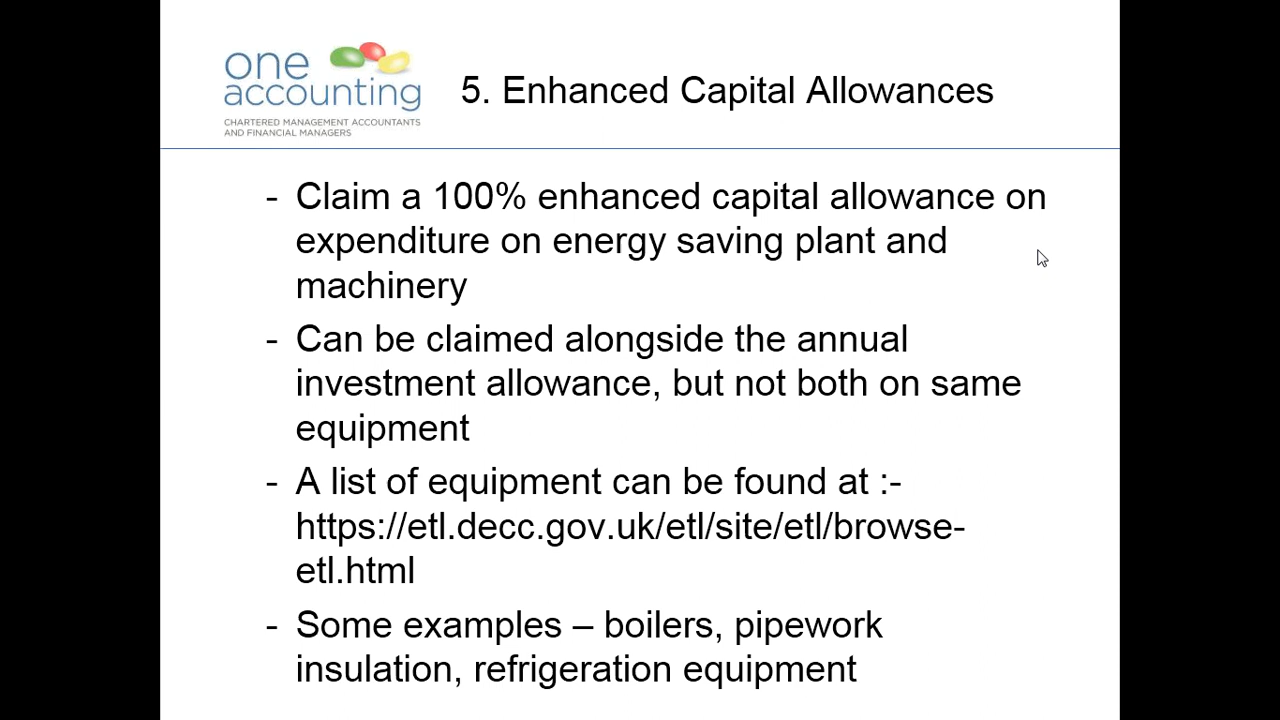 one
accounting
CHARTERED MANAGEMENT ACCOUNTANTS
AND FINANCIAL MANAGERS
5. Enhanced Capital Allowances
- Claim a 100% enhanced capital allowance on
expenditure on energy saving plant and
machinery
- Can be claimed alongside the annual
investment allowance, but not both on same
equipment
- A list of equipment can be found at :-
https://etl.decc.gov.uk/etl/site/etl/browse-
etl.html
- Some examples – boilers, pipework
insulation, refrigeration equipment